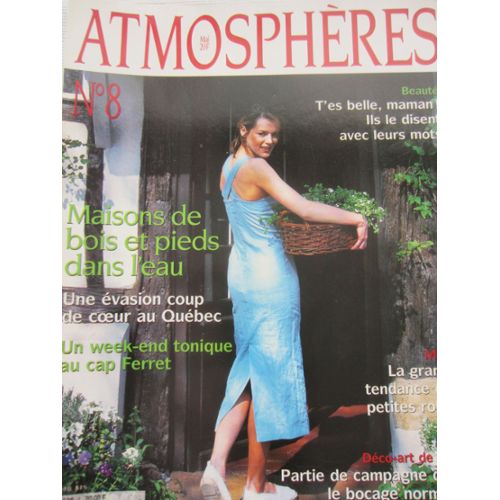 ATMOSPHÈRES
Mai
20F
N°8
Beauté
T'es belle, maman
Ils le disent
avec leurs mots
Maisons de
bois et pieds
dans l'eau
Une évasion coup
de cœur au Québec
Un week-end tonique
au cap Ferret
La gran
tendance
petites ro
Déco-art de
Partie de campagne
le bocage norm